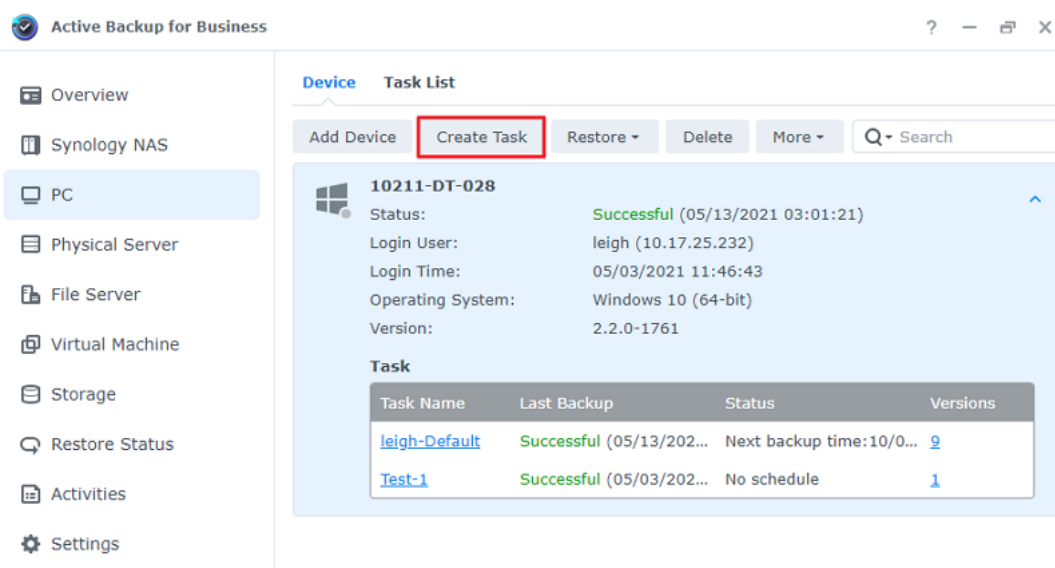 Active Backup for Business
?
Overview
Synology NAS
PC
Physical Server
File Server
Virtual Machine
Storage
Restore Status
Activities
Settings
Device Task List
Add Device Create Task Restore Delete More Search
10211-DT-028
Status: Successful (05/13/2021 03:01:21)
Login User: leigh (10.17.25.232)
Login Time: 05/03/2021 11:46:43
Operating System: Windows 10 (64-bit)
Version: 2.2.0-1761
Task
Task Name Last Backup Status Versions
leigh-Default Successful (05/13/202... Next backup time:10/0... 9
Test-1 Successful (05/03/202... No schedule 1